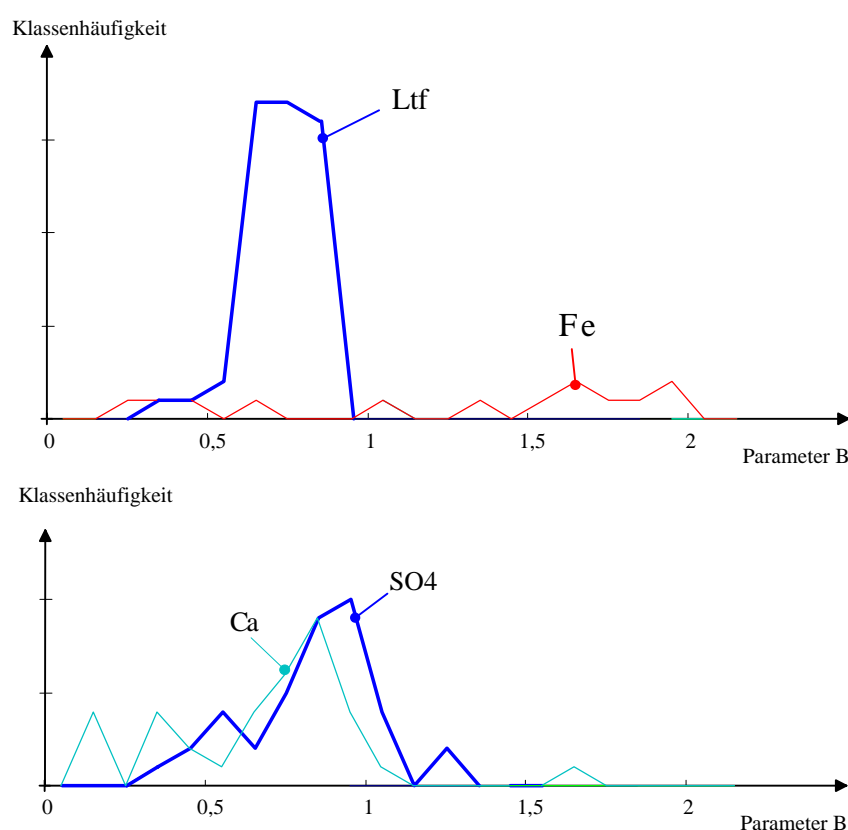 Klassenhäufigkeit
Ltf
Fe
0 0,5 1 1,5 2
Parameter B
Klassenhäufigkeit
SO4
Ca
0 0,5 1 1,5 2
Parameter B